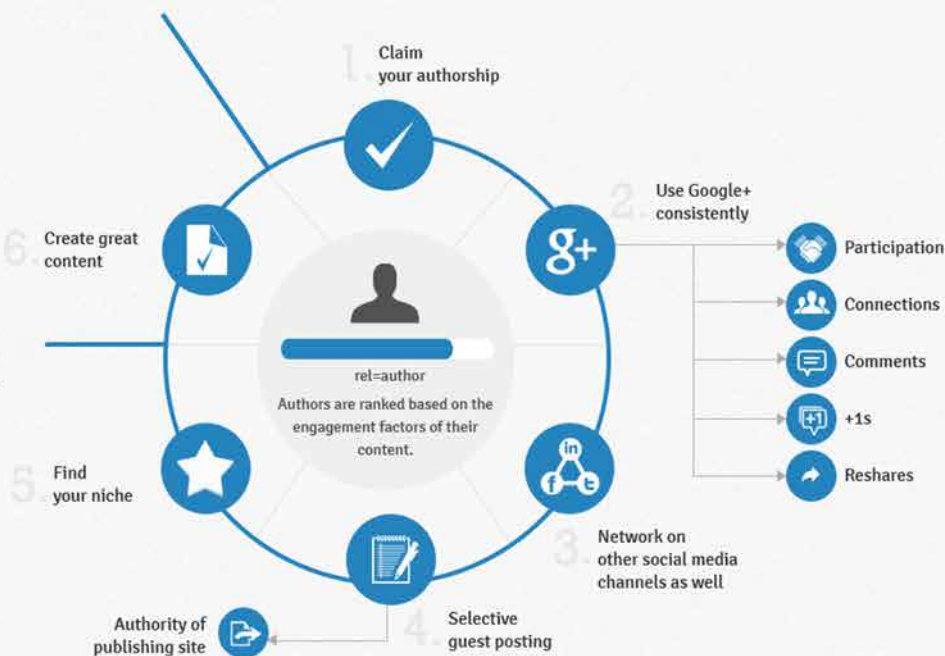 1.
Claim
your authorship
2.
Use Google+
consistently
g+
Participation
Connections
Comments
+1
+1s
Reshares
in
f
t
3.
Network on
other social media
channels as well
4.
Selective
guest posting
Authority of
publishing site
5.
Find
your niche
6.
Create great
content
rel=author
Authors are ranked based on the
engagement factors of their
content.